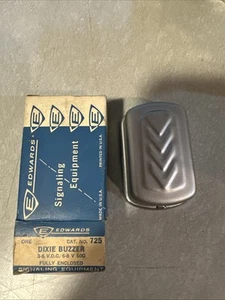 E E E E
EDWARDS
Signaling
Equipment
MADE IN U.S.A.
PRINTED IN U.S.A.
E EDWARDS
ONE CAT. NO. 725
DIXIE BUZZER
FULLY ENCLOSED
SIGNALING EQUIPMENT